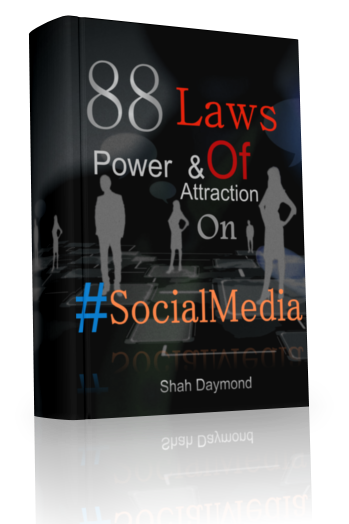 88 Laws
Power & Of
Attraction
On
#SocialMedia
Shah Daymond